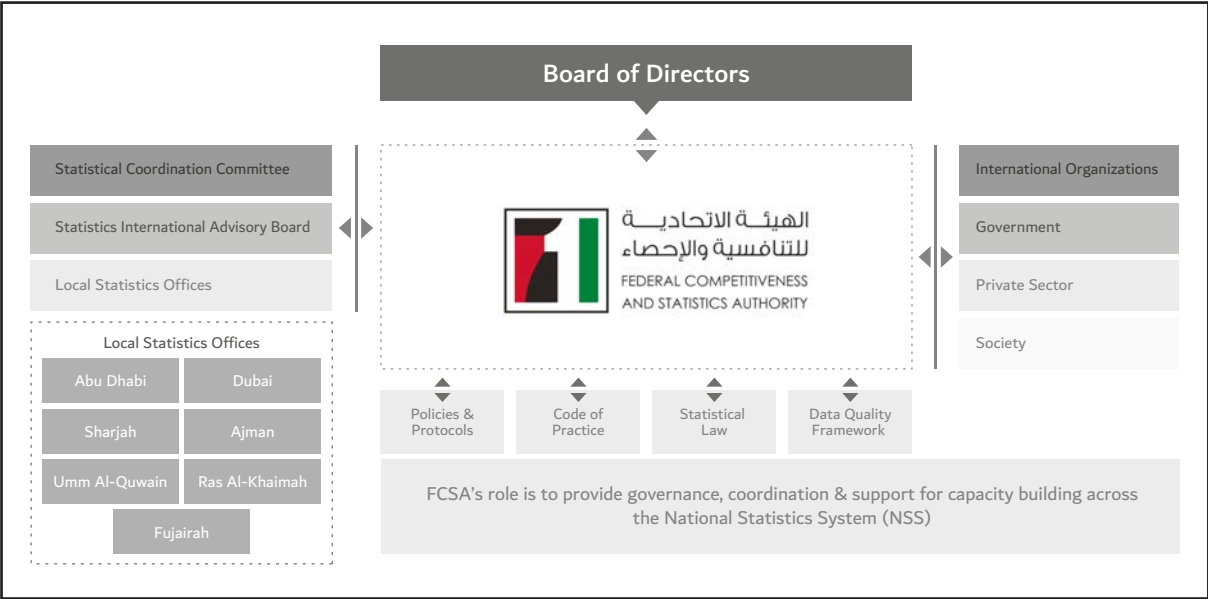 Board of Directors
Statistical Coordination Committee
Statistics International Advisory Board
Local Statistics Offices
Local Statistics Offices
Abu Dhabi
Dubai
Sharjah
Ajman
Umm Al-Quwain
Ras Al-Khaimah
Fujairah
الهيئــة الاتحاديــة
للتنافسية والإحصاء
FEDERAL COMPETITIVENESS
AND STATISTICS AUTHORITY
International Organizations
Government
Private Sector
Society
Policies &
Protocols
Code of
Practice
Statistical
Law
Data Quality
Framework
FCSA’s role is to provide governance, coordination & support for capacity building across
the National Statistics System (NSS)